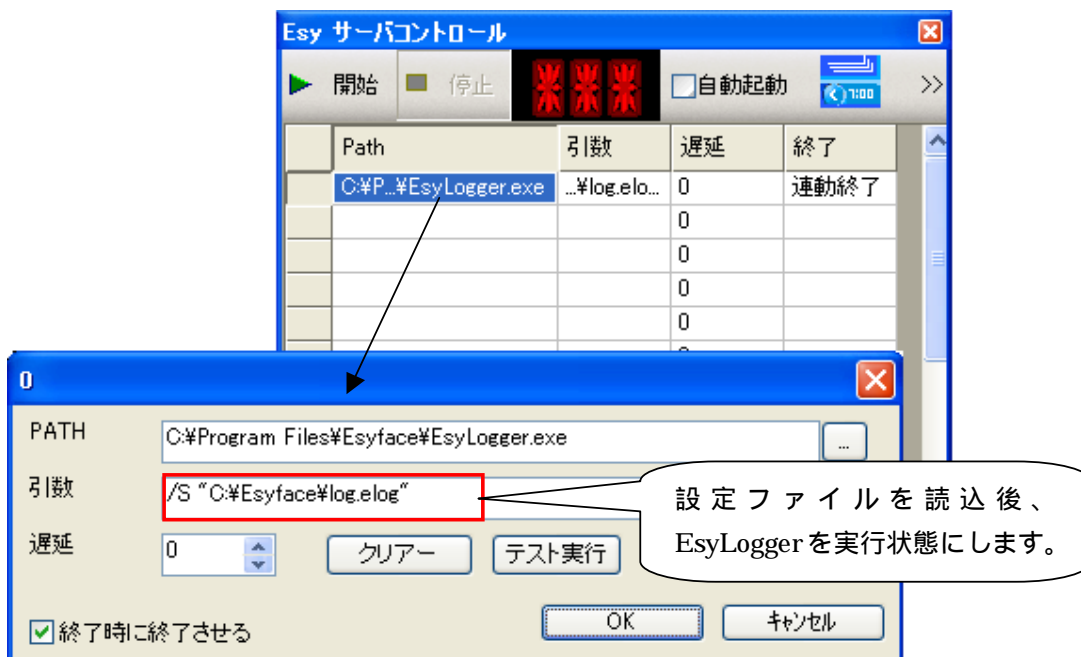 Esy サーバコントロール
開始 停止 自動起動 7:00 >>
Path 引数 遅延 終了
C:¥P...¥EsyLogger.exe ...¥log.elo... 0 連動終了
0
0
0
0
0
PATH C:¥Program Files¥Esyface¥EsyLogger.exe ...
引数 /S "C:¥Esyface¥log.elog"
設定ファイルを読込後、
EsyLoggerを実行状態にします。
遅延 0 クリアー テスト実行
終了時に終了させる OK キャンセル